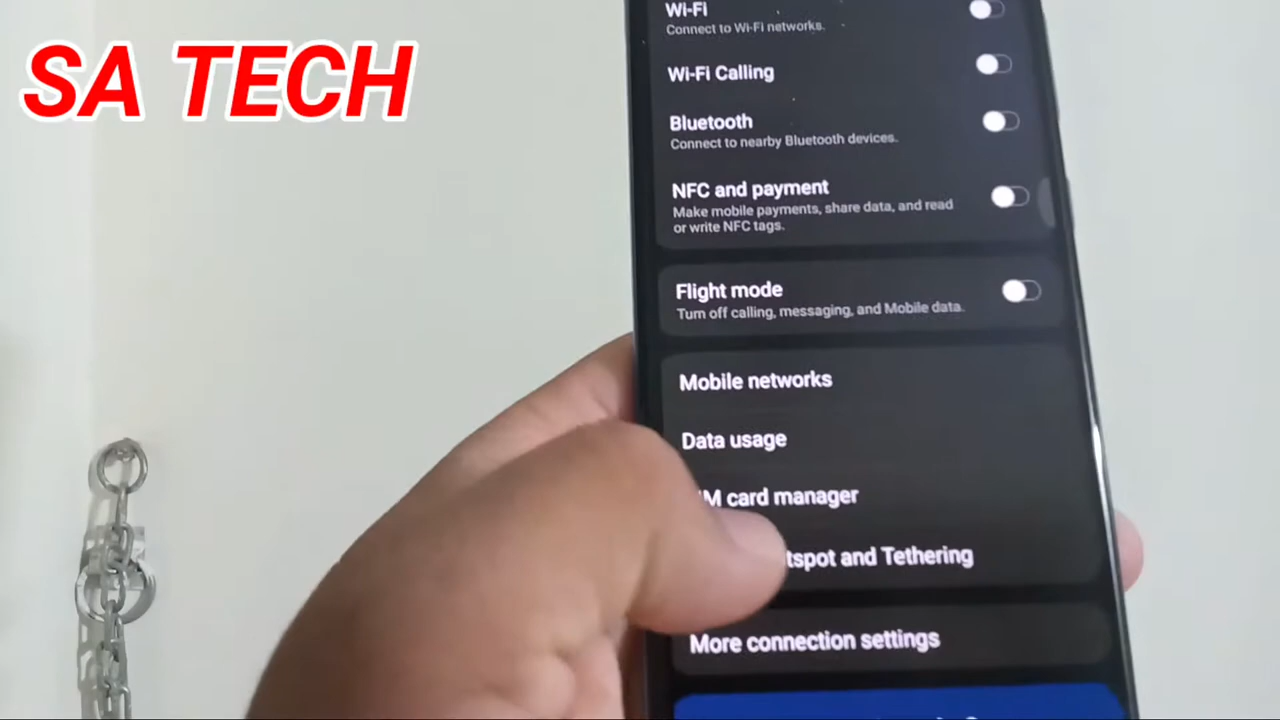 SA TECH
Wi-Fi
Connect to Wi-Fi networks.
Wi-Fi Calling
Bluetooth
Connect to nearby Bluetooth devices.
NFC and payment
Make mobile payments, share data, and read
or write NFC tags.
Flight mode
Turn off calling, messaging, and Mobile data.
Mobile networks
Data usage
card manager
and Tethering
More connection settings